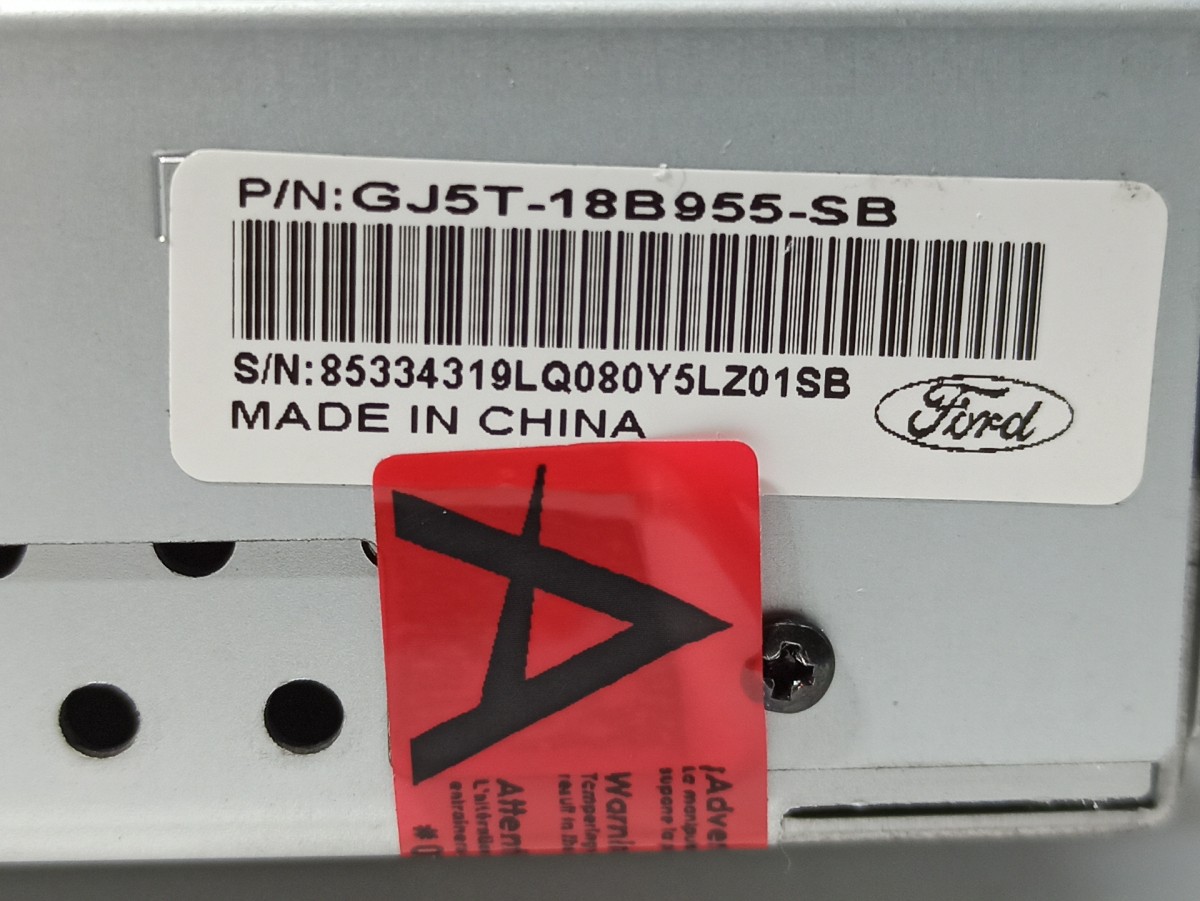 P/N:GJ5T-18B955-SB
S/N:85334319LQ080Y5LZ01SB
MADE IN CHINA
Ford
A